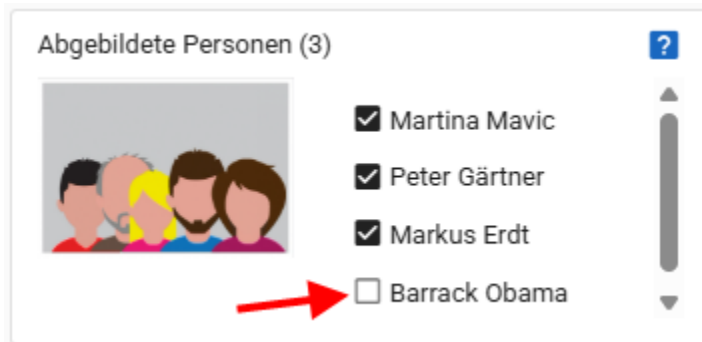 Abgebildete Personen (3)
?
Martina Mavic
Peter Gärtner
Markus Erdt
Barrack Obama